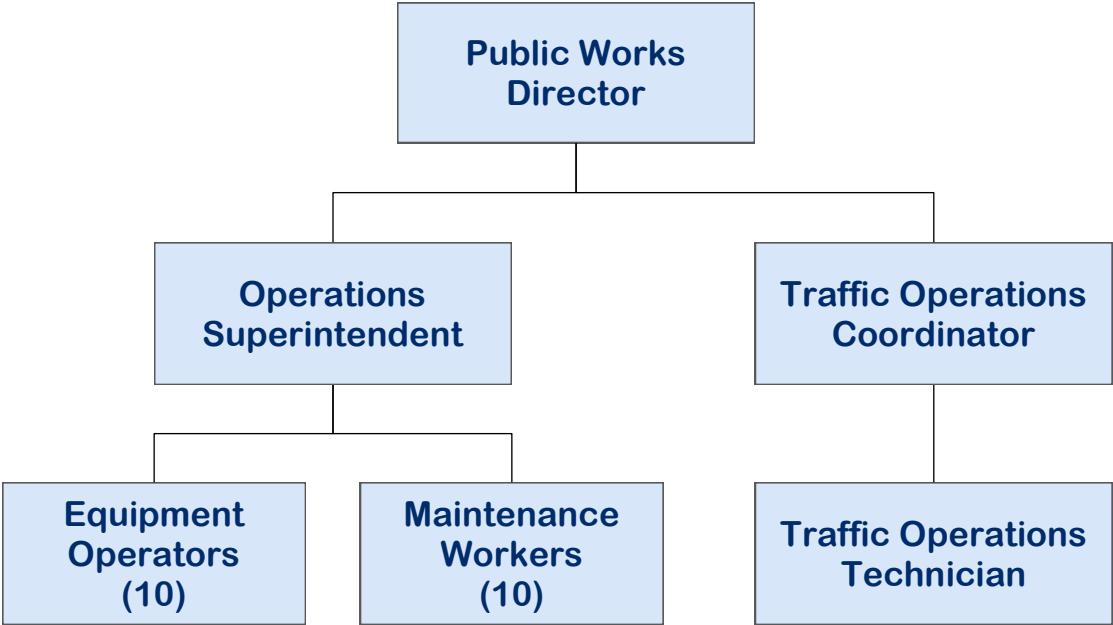 Public Works
Director
Operations
Superintendent
Traffic Operations
Coordinator
Equipment
Operators
(10)
Maintenance
Workers
(10)
Traffic Operations
Technician